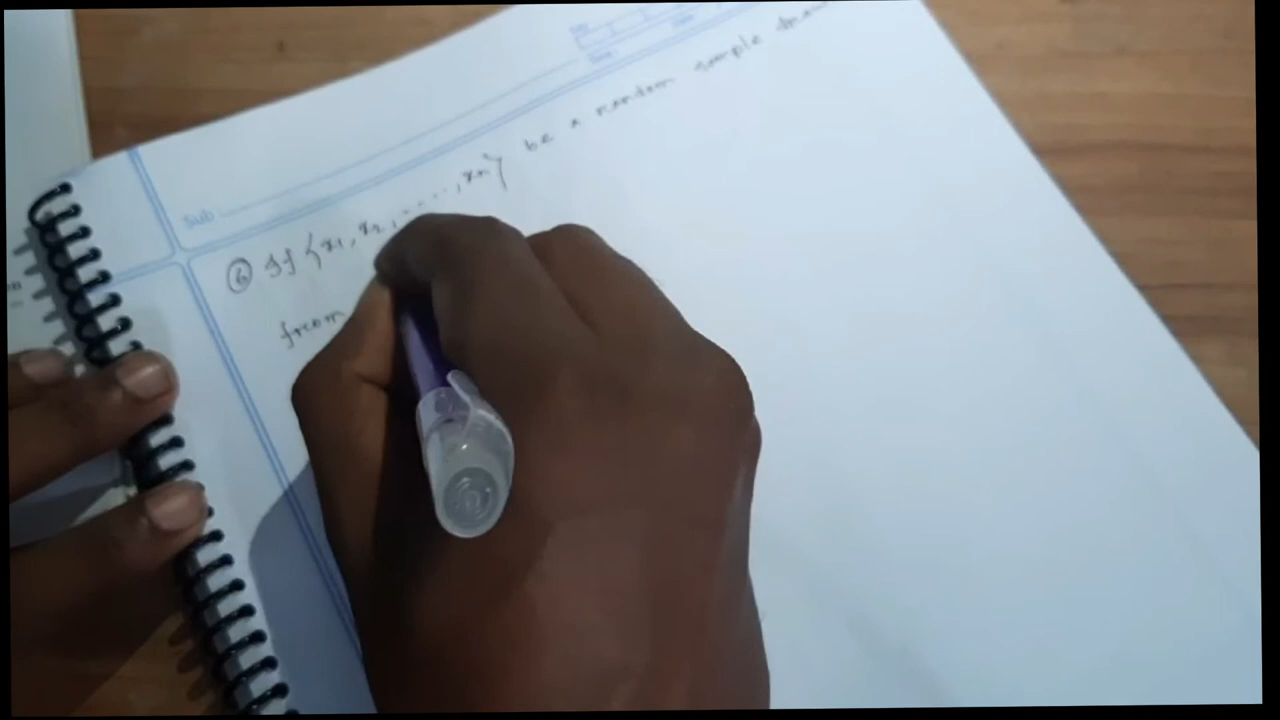 Sub
⑥ If {x1, x2, ....., xn} be a random sample
from